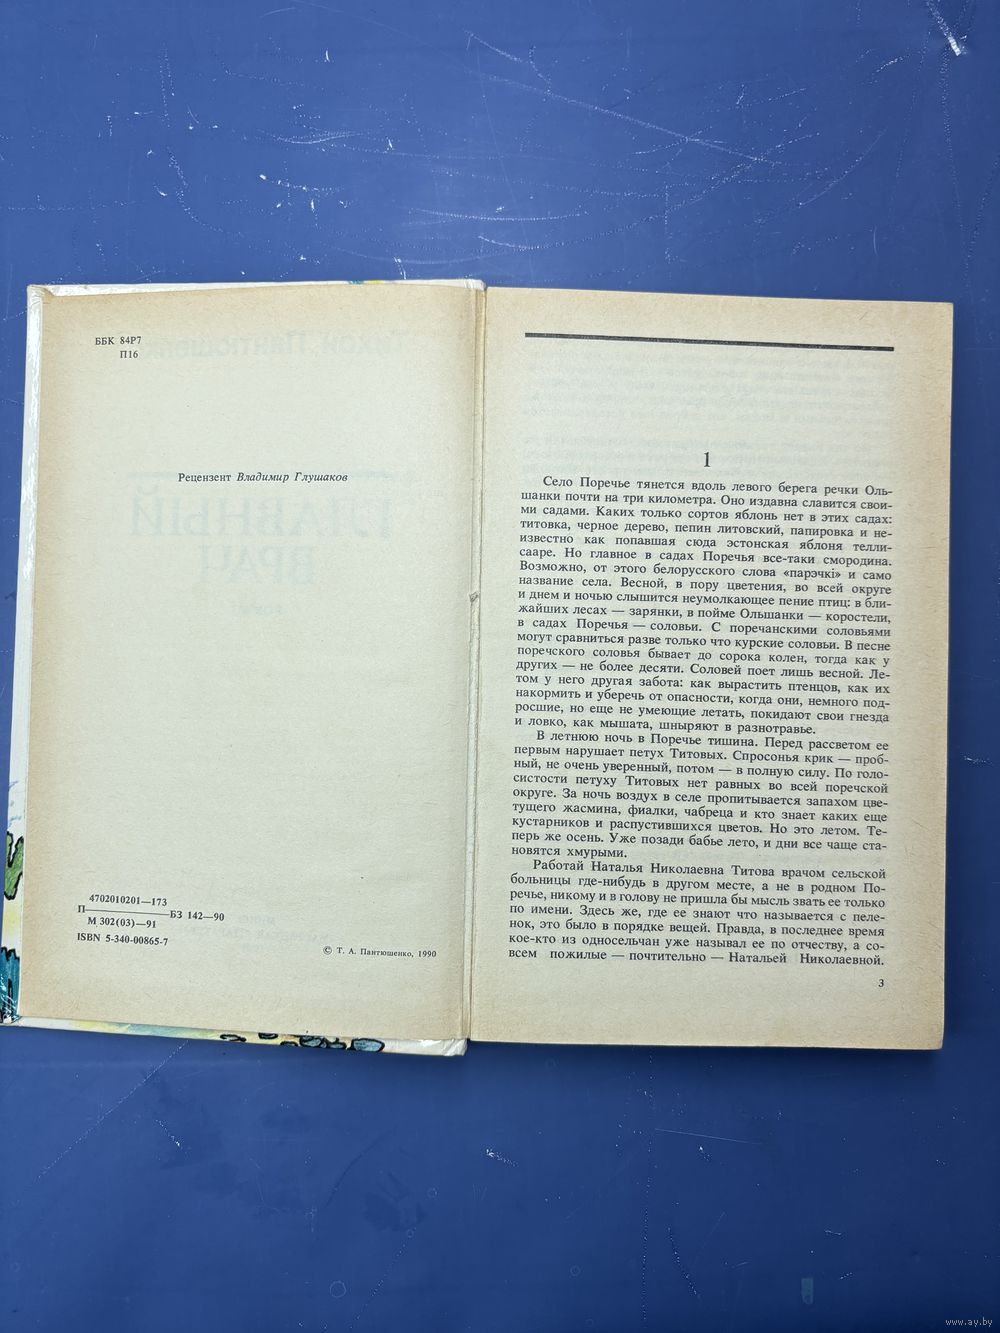 ББК 84Р7
П16
Рецензент Владимир Глушаков
4702010201—173
П————БЗ 142—90
М 302(03)—91
ISBN 5-340-00865-7
© Т. А. Пантюшенко, 1990
1
Село Поречье тянется вдоль левого берега речки Оль-
шанки почти на три километра. Оно издавна славится свои-
ми садами. Каких только сортов яблонь нет в этих садах:
титовка, черное дерево, пепин литовский, папировка и не-
известно как попавшая сюда эстонская яблоня телли-
сааре. Но главное в садах Поречья все-таки смородина.
Возможно, от этого белорусского слова «парэчкі» и само
название села. Весной, в пору цветения, во всей округе
и днем и ночью слышится неумолкающее пение птиц: в бли-
жайших лесах — зарянки, в пойме Ольшанки — коростели,
в садах Поречья — соловьи. С поречанскими соловьями
могут сравниться разве только что курские соловьи. В песне
поречского соловья бывает до сорока колен, тогда как у
других — не более десяти. Соловей поет лишь весной. Ле-
том у него другая забота: как вырастить птенцов, как их
накормить и уберечь от опасности, когда они, немного под-
росшие, но еще не умеющие летать, покидают свои гнезда
и ловко, как мышата, шныряют в разнотравье.
В летнюю ночь в Поречье тишина. Перед рассветом ее
первым нарушает петух Титовых. Спросонья крик — проб-
ный, не очень уверенный, потом — в полную силу. По голо-
систости петуху Титовых нет равных во всей поречской
округе. За ночь воздух в селе пропитывается запахом цве-
тущего жасмина, фиалки, чабреца и кто знает каких еще
кустарников и распустившихся цветов. Но это летом. Те-
перь же осень. Уже позади бабье лето, и дни все чаще ста-
новятся хмурыми.
Работай Наталья Николаевна Титова врачом сельской
больницы где-нибудь в другом месте, а не в родном По-
речье, никому и в голову не пришла бы мысль звать ее только
по имени. Здесь же, где ее знают что называется с пеле-
нок, это было в порядке вещей. Правда, в последнее время
кое-кто из односельчан уже называл ее по отчеству, а со-
всем пожилые — почтительно — Натальей Николаевной.
3
www.ay.by